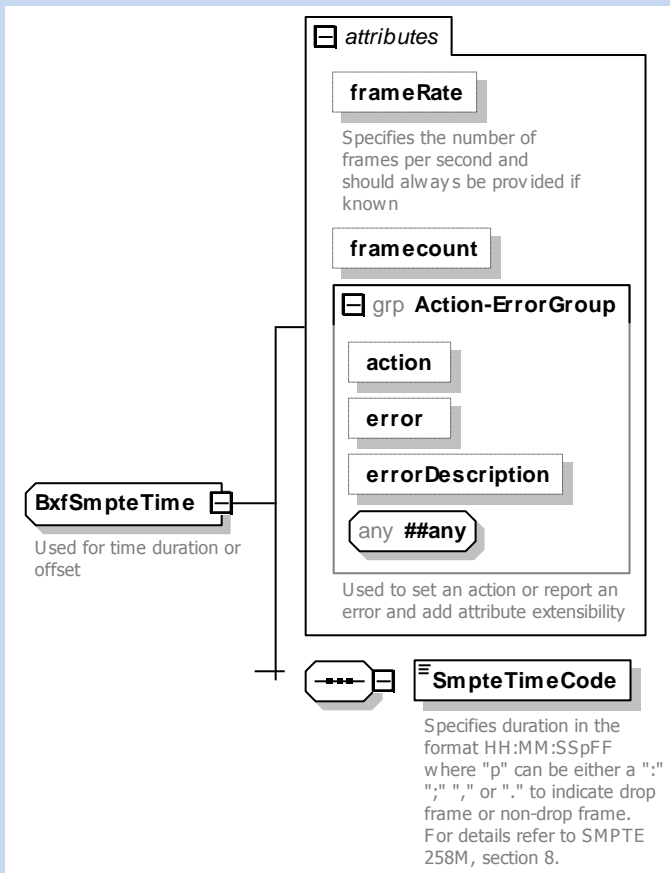 attributes
frameRate
Specifies the number of
frames per second and
should always be provided if
known
framecount
grp Action-ErrorGroup
action
error
errorDescription
any ##any
Used to set an action or report an
error and add attribute extensibility
BxfSmpteTime
Used for time duration or
offset
SmpteTimeCode
Specifies duration in the
format HH:MM:SSpFF
where "p" can be either a ":"
";" "," or "." to indicate drop
frame or non-drop frame.
For details refer to SMPTE
258M, section 8.